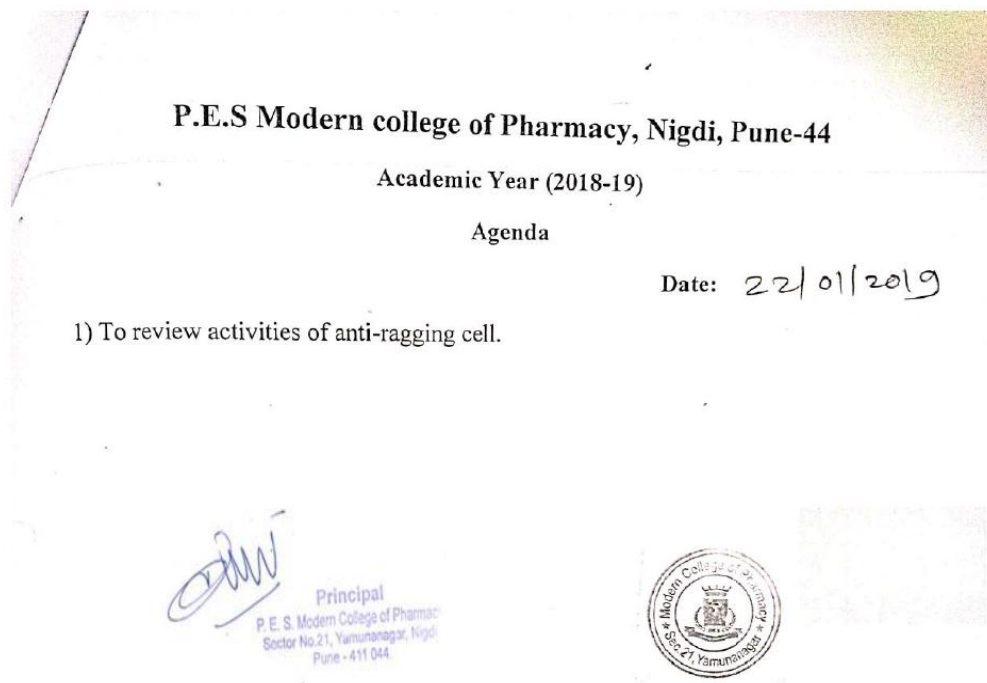 P.E.S Modern college of Pharmacy, Nigdi, Pune-44
Academic Year (2018-19)
Agenda
Date: 22/01/2019
1) To review activities of anti-ragging cell.
Principal
P. E. S. Modern College of Pharmac
Sector No.21, Yamunanagar, Nigdi
Pune - 411 044.
Modern College of Pharmacy
★ Sec. 21, Yamunanagar ★